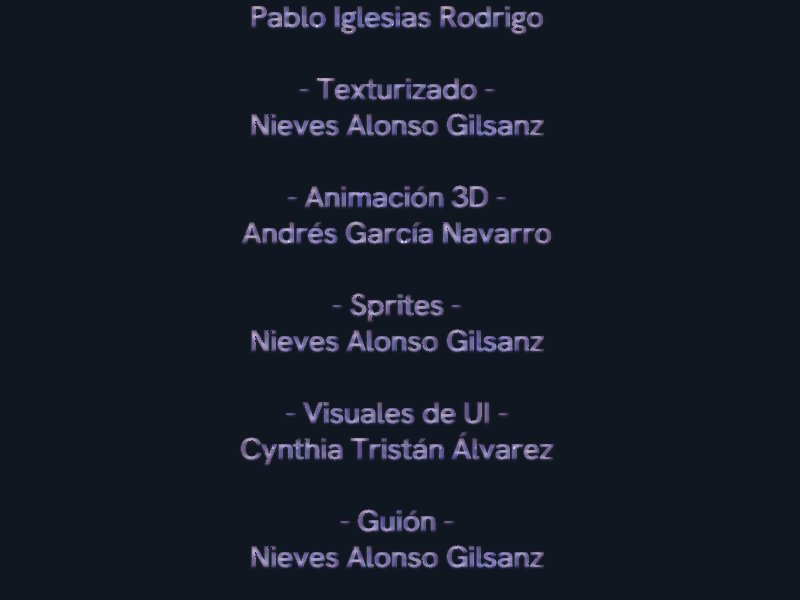 Pablo Iglesias Rodrigo
- Texturizado -
Nieves Alonso Gilsanz
- Animación 3D -
Andrés García Navarro
- Sprites -
Nieves Alonso Gilsanz
- Visuales de UI -
Cynthia Tristán Álvarez
- Guión -
Nieves Alonso Gilsanz